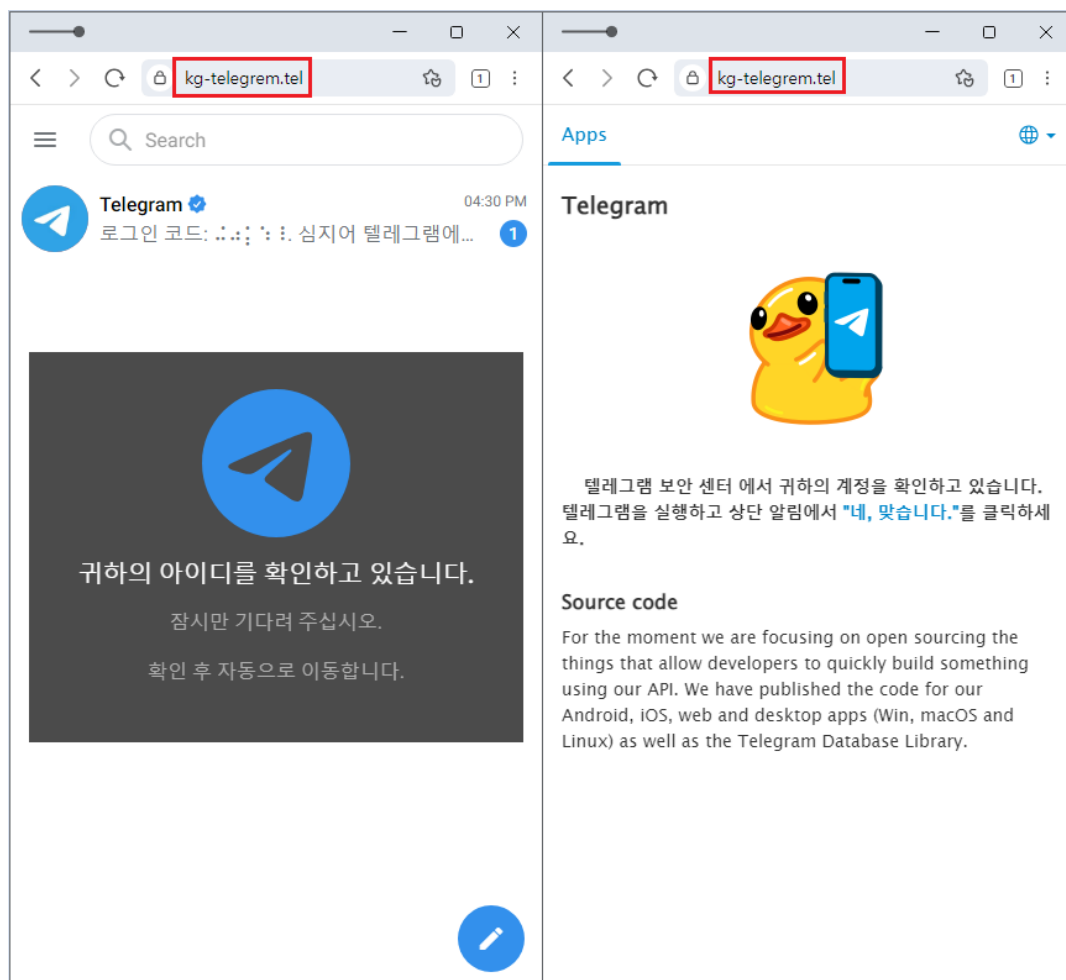 kg-telegrem.tel
1
Search
Telegram
04:30 PM
로그인 코드: 심지어 텔레그램에...
1
귀하의 아이디를 확인하고 있습니다.
잠시만 기다려 주십시오.
확인 후 자동으로 이동합니다.
kg-telegrem.tel
1
Apps
Telegram
텔레그램 보안 센터 에서 귀하의 계정을 확인하고 있습니다.
텔레그램을 실행하고 상단 알림에서 "네, 맞습니다."를 클릭하세
요.
Source code
For the moment we are focusing on open sourcing the
things that allow developers to quickly build something
using our API. We have published the code for our
Android, iOS, web and desktop apps (Win, macOS and
Linux) as well as the Telegram Database Library.